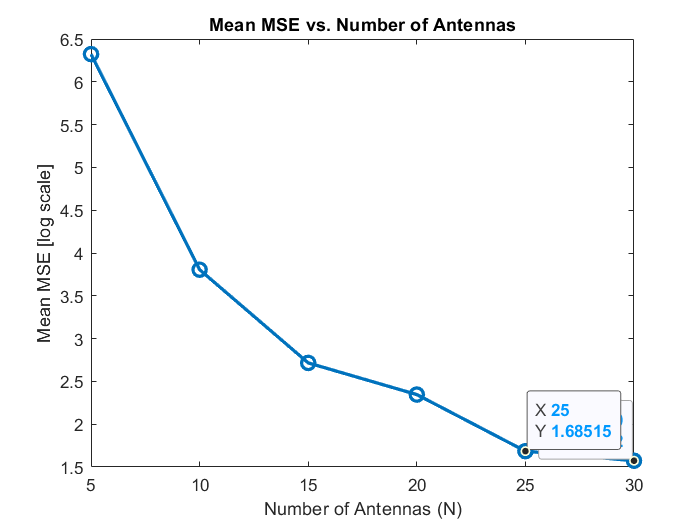 Mean MSE vs. Number of Antennas
6.5
6
5.5
5
4.5
4
3.5
3
2.5
2
1.5
Mean MSE [log scale]
X 25
Y 1.68515
5 10 15 20 25 30
Number of Antennas (N)